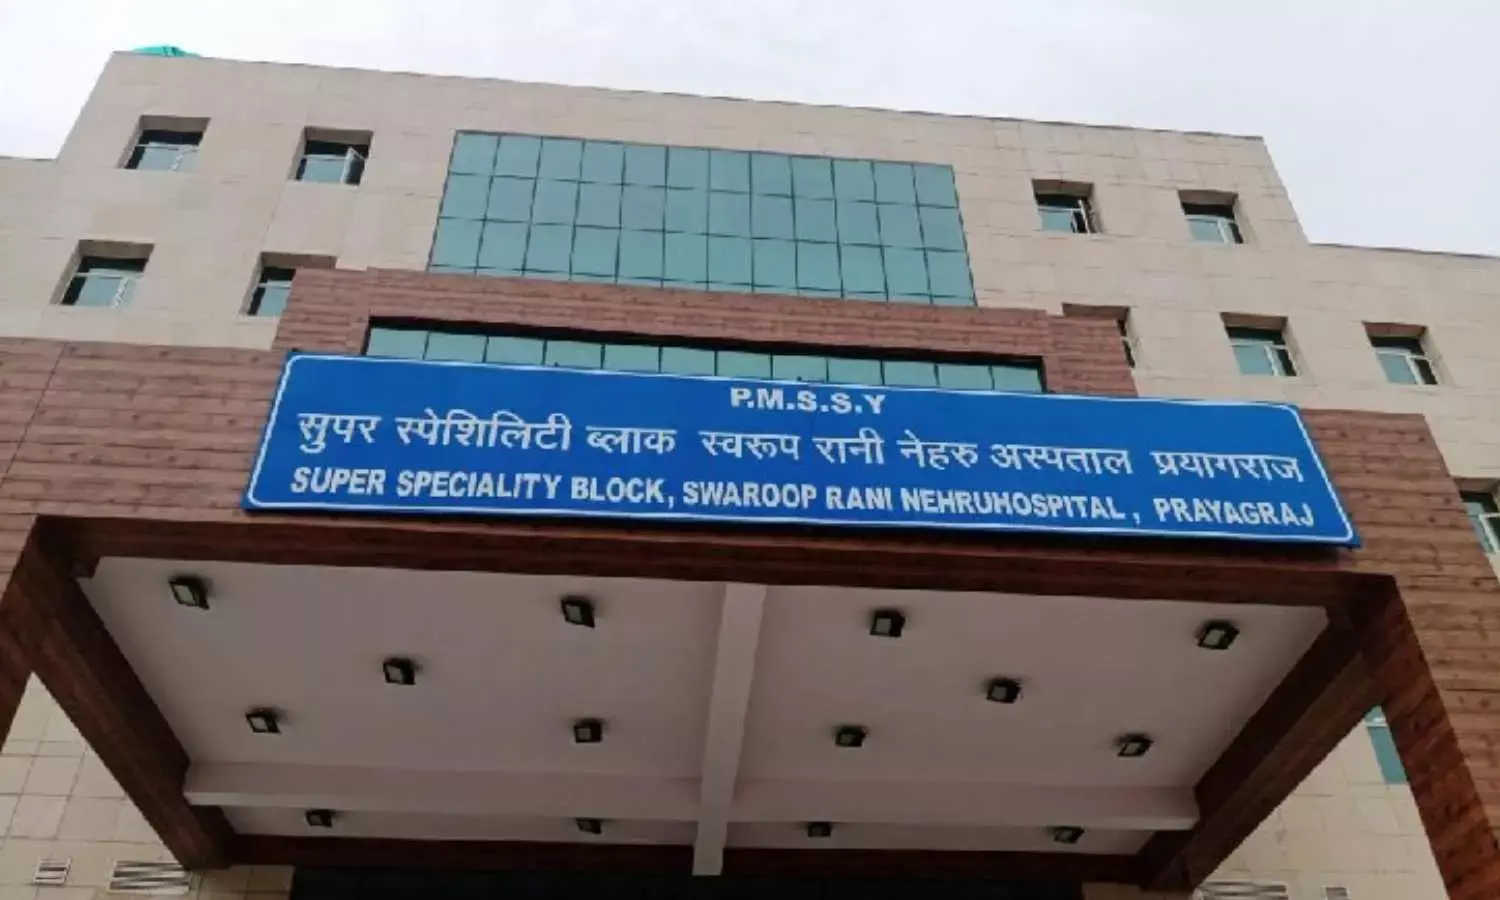 P.M.S.S.Y
सुपर स्पेशिलिटी ब्लाक स्वरूप रानी नेहरु अस्पताल प्रयागराज
SUPER SPECIALITY BLOCK, SWAROOP RANI NEHRUHOSPITAL, PRAYAGRAJ